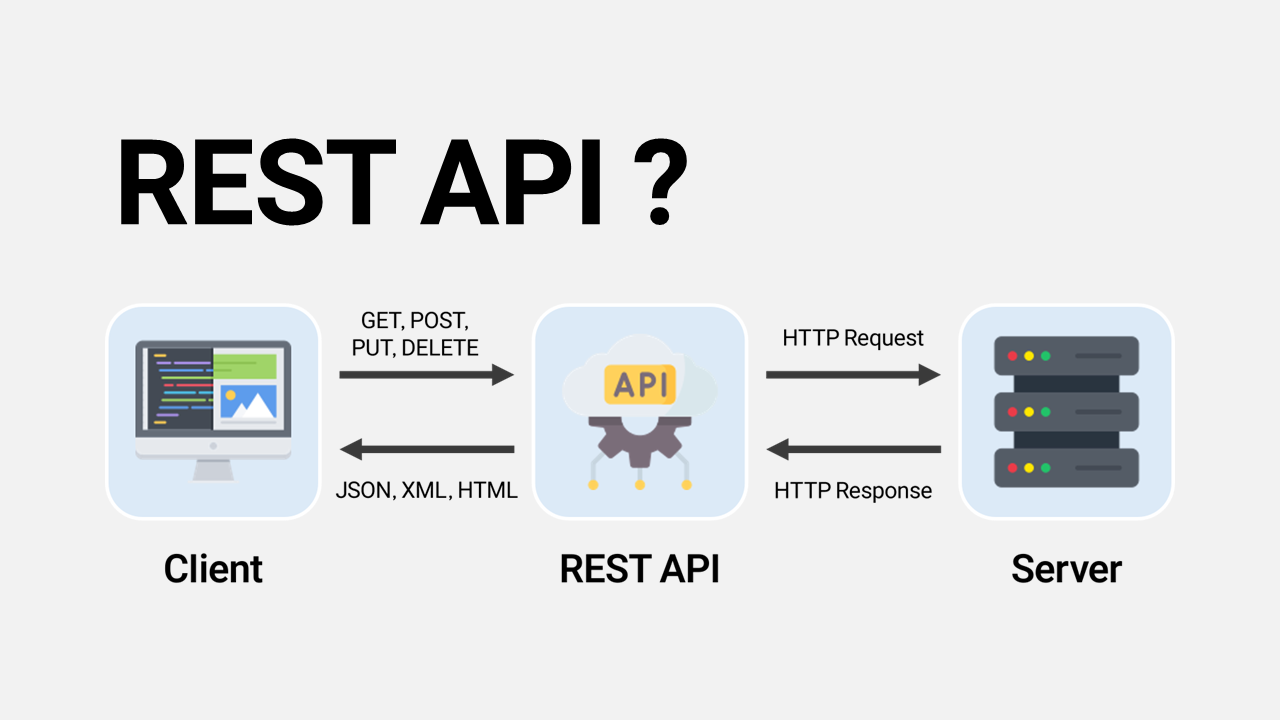 REST API ?
GET, POST,
PUT, DELETE
HTTP Request
API
JSON, XML, HTML
HTTP Response
Client
REST API
Server